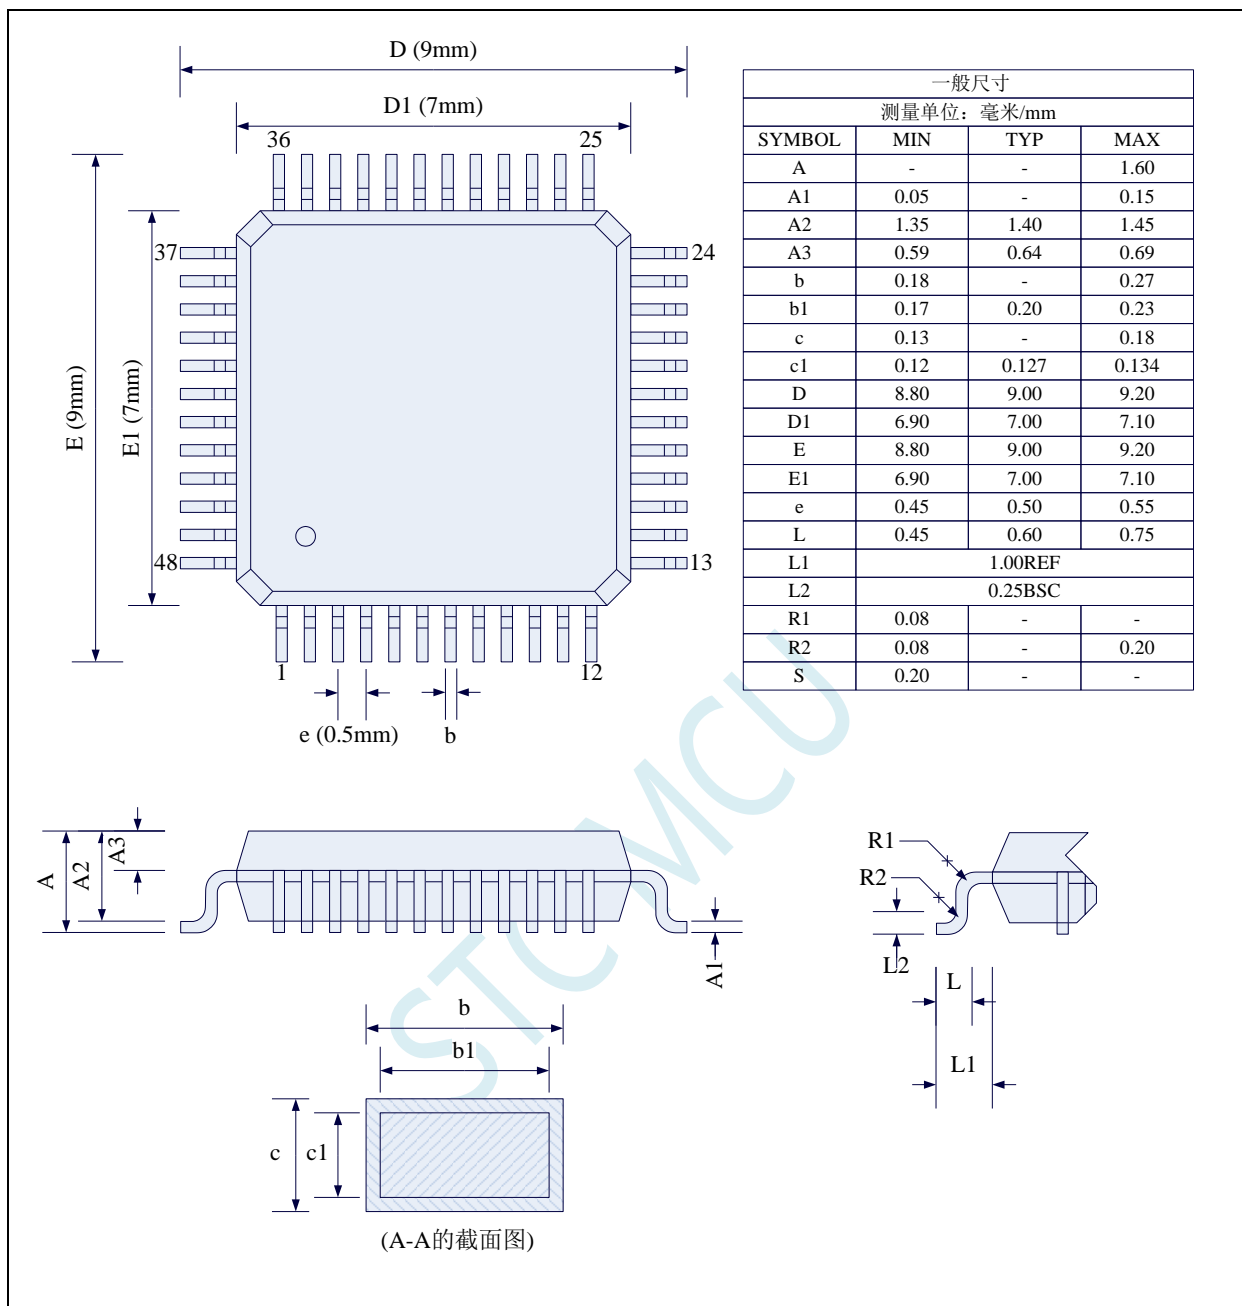 D (9mm)
D1 (7mm)
36 25
37 24
48 13
1 12
E (9mm)
E1 (7mm)
e (0.5mm) b
一般尺寸
测量单位：毫米/mm
SYMBOL MIN TYP MAX
A - - 1.60
A1 0.05 - 0.15
A2 1.35 1.40 1.45
A3 0.59 0.64 0.69
b 0.18 - 0.27
b1 0.17 0.20 0.23
c 0.13 - 0.18
c1 0.12 0.127 0.134
D 8.80 9.00 9.20
D1 6.90 7.00 7.10
E 8.80 9.00 9.20
E1 6.90 7.00 7.10
e 0.45 0.50 0.55
L 0.45 0.60 0.75
L1 1.00REF
L2 0.25BSC
R1 0.08 - -
R2 0.08 - 0.20
S 0.20 - -
STC MCU
A A2 A3
A1
R1
R2
L2
L
L1
b
b1
c c1
(A-A的截面图)